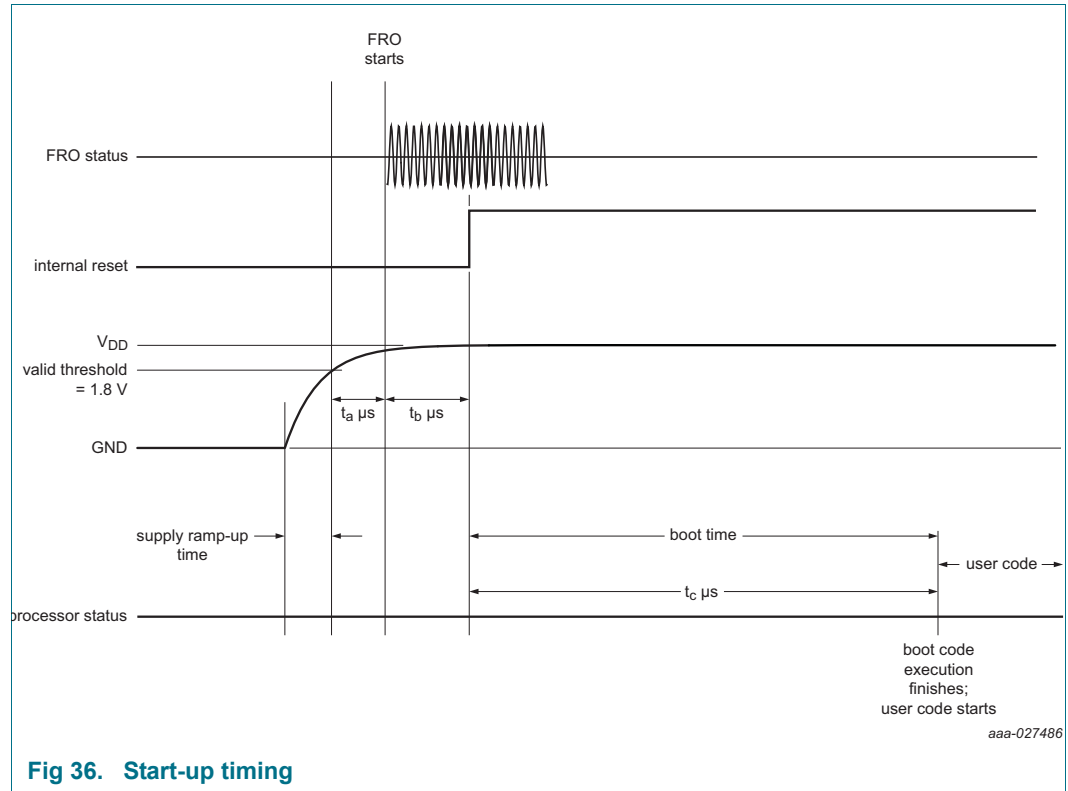 FRO
starts
FRO status
internal reset
VDD
valid threshold
= 1.8 V
ta µs
tb µs
GND
supply ramp-up
time
boot time
user code
tc µs
processor status
boot code
execution
finishes;
user code starts
aaa-027486
Fig 36. Start-up timing